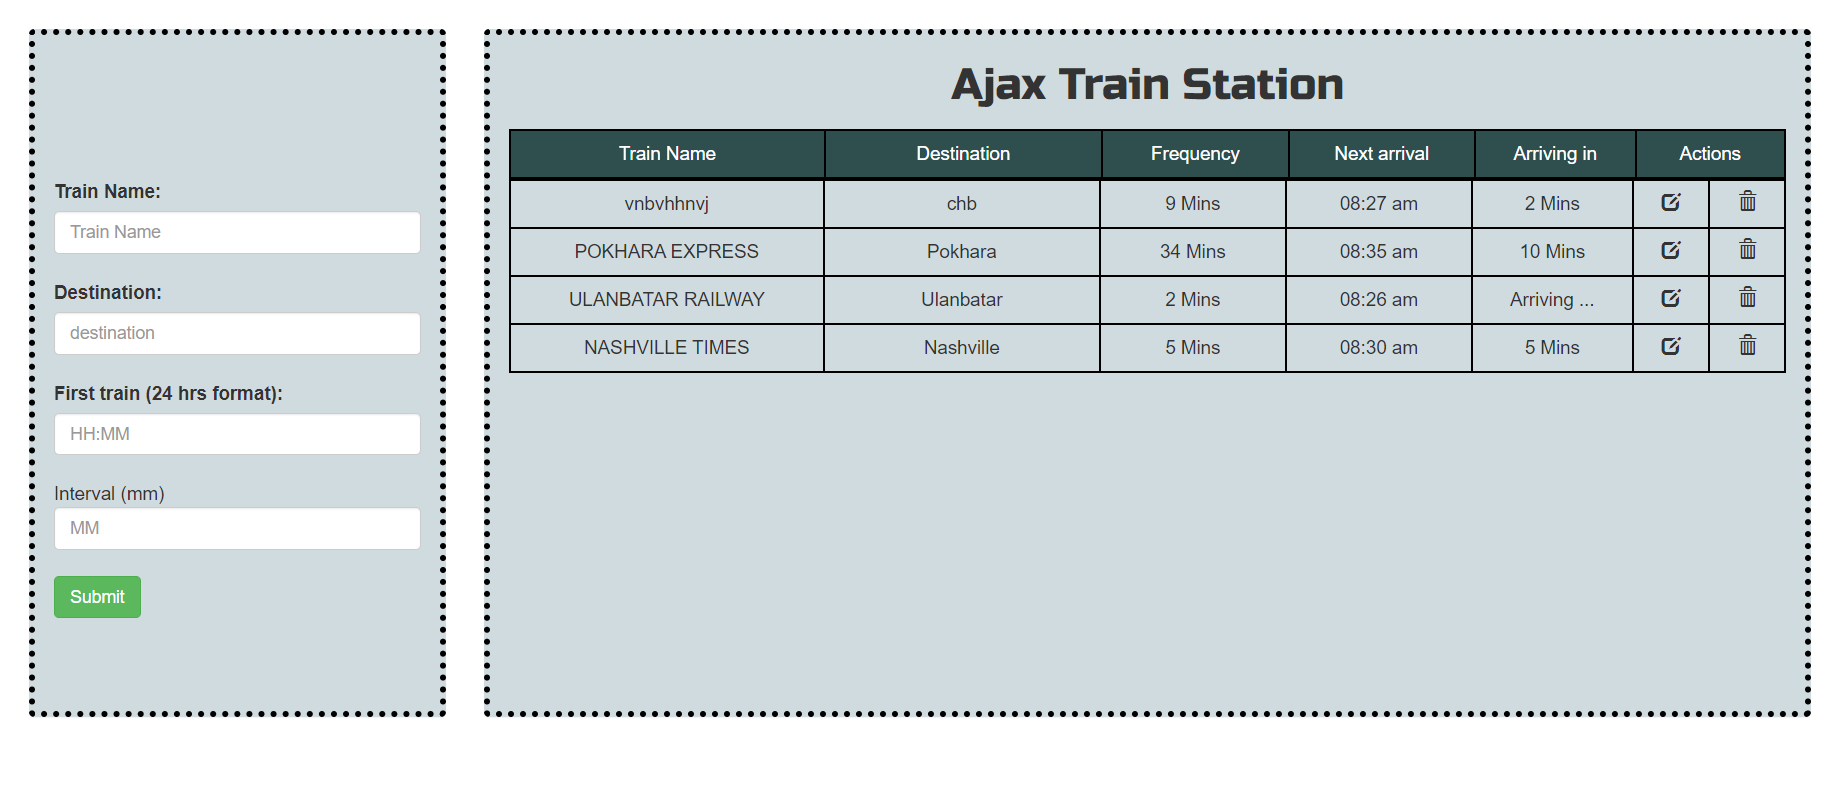 Train Name:
Train Name
Destination:
destination
First train (24 hrs format):
HH:MM
Interval (mm)
MM
Submit
Ajax Train Station
Train Name Destination Frequency Next arrival Arriving in Actions
vnbvhhnvj chb 9 Mins 08:27 am 2 Mins
POKHARA EXPRESS Pokhara 34 Mins 08:35 am 10 Mins
ULANBATAR RAILWAY Ulanbatar 2 Mins 08:26 am Arriving ...
NASHVILLE TIMES Nashville 5 Mins 08:30 am 5 Mins